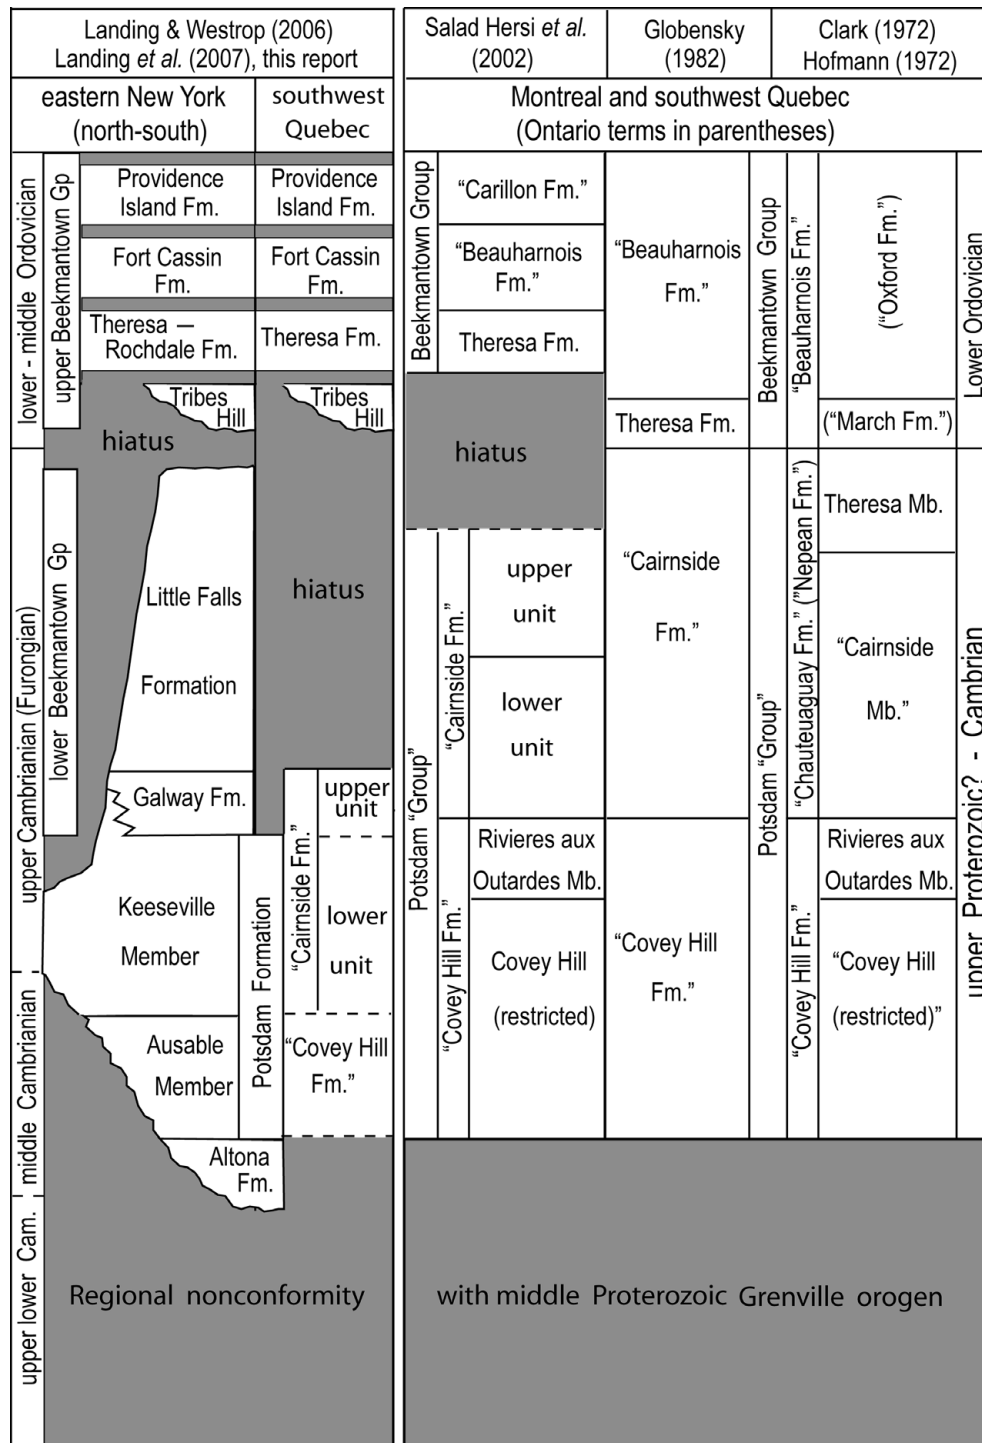 Landing & Westrop (2006)
Landing et al. (2007), this report
eastern New York
(north-south)
southwest
Quebec
lower - middle Ordovician
upper Beekmantown Gp
Providence
Island Fm.
Providence
Island Fm.
Fort Cassin
Fm.
Fort Cassin
Fm.
Theresa —
Rochdale Fm.
Theresa Fm.
Tribes
Hill
Tribes
Hill
hiatus
upper Cambrianian (Furongian)
lower Beekmantown Gp
Little Falls
Formation
hiatus
Galway Fm.
"Cairnside Fm."
upper
unit
Keeseville
Member
Potsdam Formation
lower
unit
middle Cambrianian
Ausable
Member
"Covey Hill
Fm."
Altona
Fm.
upper lower Cam.
Regional nonconformity
Salad Hersi et al.
(2002)
Globensky
(1982)
Clark (1972)
Hofmann (1972)
Montreal and southwest Quebec
(Ontario terms in parentheses)
Beekmantown Group
“Carillon Fm.”
“Beauharnois
Fm.”
Theresa Fm.
hiatus
Potsdam “Group”
“Cairnside Fm.”
upper
unit
lower
unit
“Covey Hill Fm.”
Rivieres aux
Outardes Mb.
Covey Hill
(restricted)
“Beauharnois
Fm.”
Theresa Fm.
“Cairnside
Fm.”
“Covey Hill
Fm.”
Beekmantown Group
“Beauharnois Fm.”
(“Oxford Fm.”)
(“March Fm.”)
Lower Ordovician
Potsdam “Group”
“Chauteuaguay Fm.” (”Nepean Fm.”)
Theresa Mb.
“Cairnside
Mb.”
“Covey Hill Fm.”
Rivieres aux
Outardes Mb.
“Covey Hill
(restricted)”
upper Proterozoic? - Cambrian
with middle Proterozoic Grenville orogen